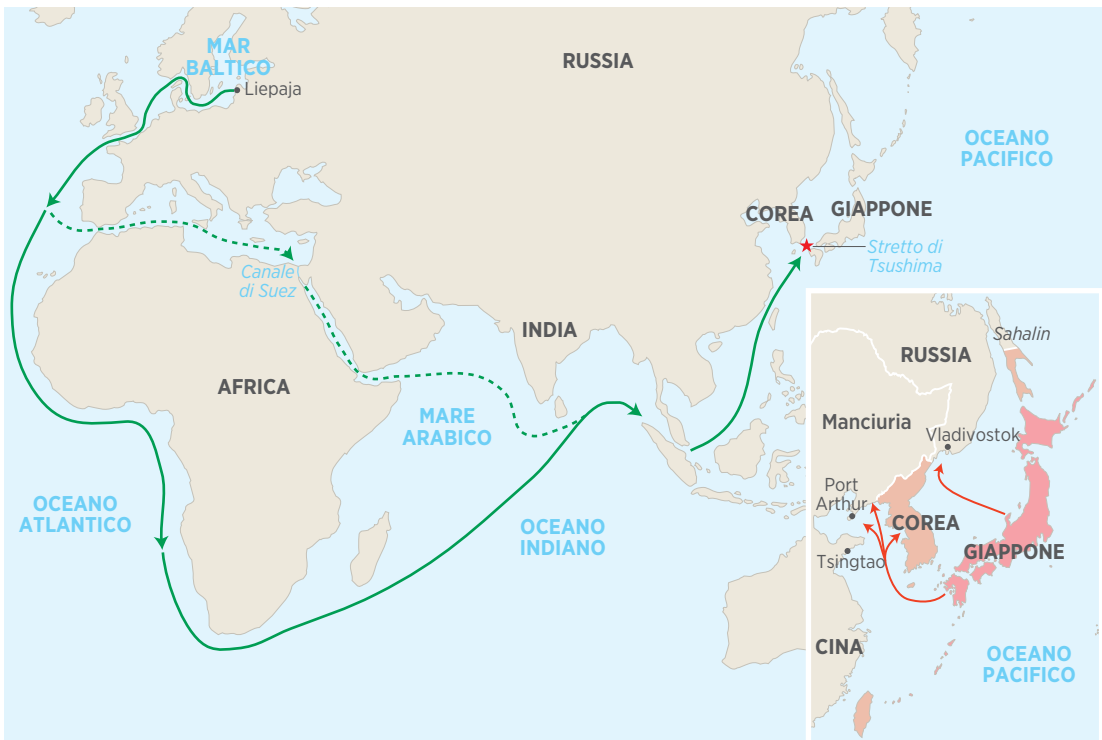 MAR
BALTICO
Liepaja
RUSSIA
OCEANO
PACIFICO
COREA
GIAPPONE
Stretto di
Tsushima
Canale
di Suez
INDIA
AFRICA
MARE
ARABICO
OCEANO
ATLANTICO
OCEANO
INDIANO
Sahalin
RUSSIA
Manciuria
Vladivostok
Port
Arthur
COREA
GIAPPONE
Tsingtao
CINA
OCEANO
PACIFICO